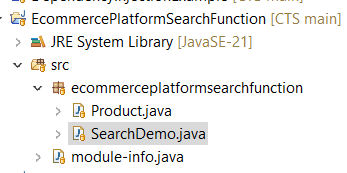 EcommercePlatformSearchFunction [CTS main]
JRE System Library [JavaSE-21]
src
ecommerceplatformsearchfunction
Product.java
SearchDemo.java
module-info.java